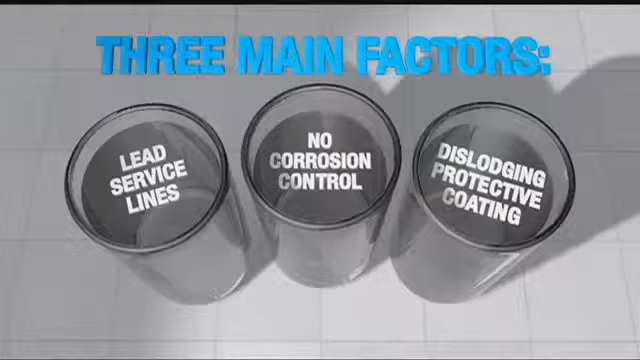 THREE MAIN FACTORS:
LEAD
SERVICE
LINES
NO
CORROSION
CONTROL
DISLODGING
PROTECTIVE
COATING